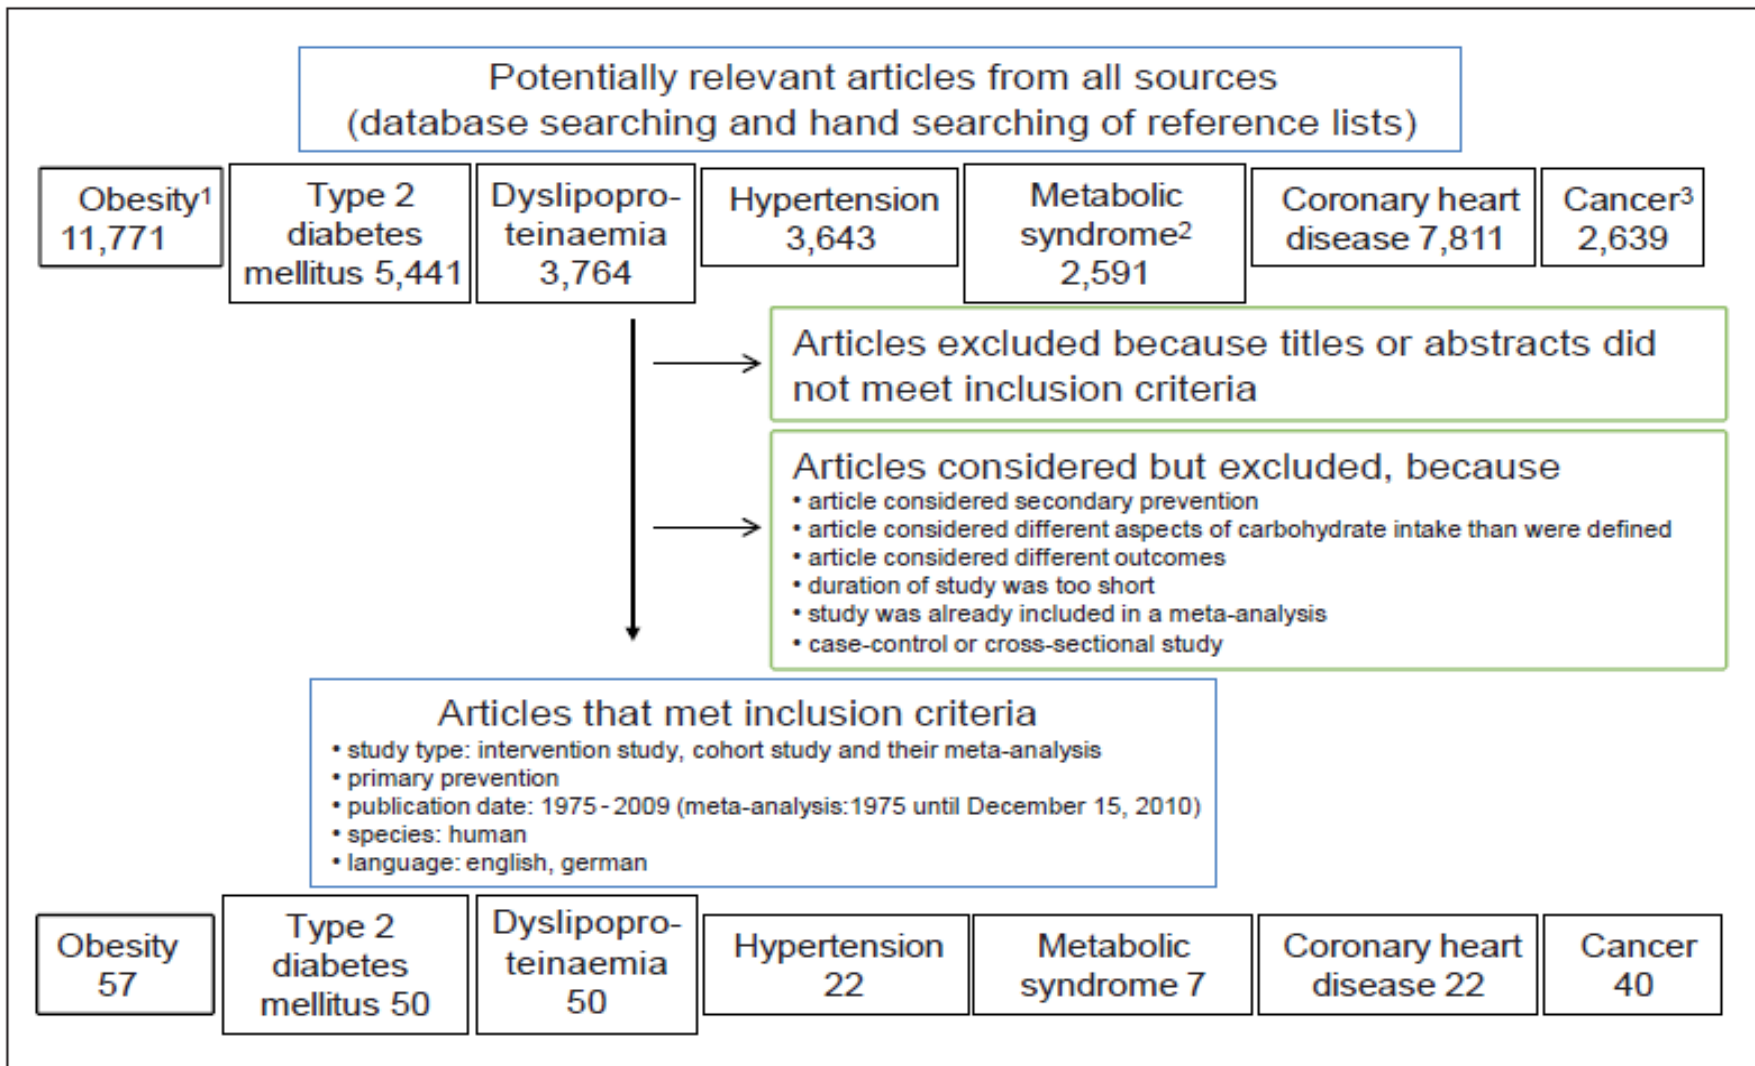 Potentially relevant articles from all sources
(database searching and hand searching of reference lists)
Obesity1
11,771
Type 2
diabetes
mellitus 5,441
Dyslipopro-
teinaemia
3,764
Hypertension
3,643
Metabolic
syndrome2
2,591
Coronary heart
disease 7,811
Cancer3
2,639
Articles excluded because titles or abstracts did
not meet inclusion criteria
Articles considered but excluded, because
• article considered secondary prevention
• article considered different aspects of carbohydrate intake than were defined
• article considered different outcomes
• duration of study was too short
• study was already included in a meta-analysis
• case-control or cross-sectional study
Articles that met inclusion criteria
• study type: intervention study, cohort study and their meta-analysis
• primary prevention
• publication date: 1975 - 2009 (meta-analysis:1975 until December 15, 2010)
• species: human
• language: english, german
Obesity
57
Type 2
diabetes
mellitus 50
Dyslipopro-
teinaemia
50
Hypertension
22
Metabolic
syndrome 7
Coronary heart
disease 22
Cancer
40